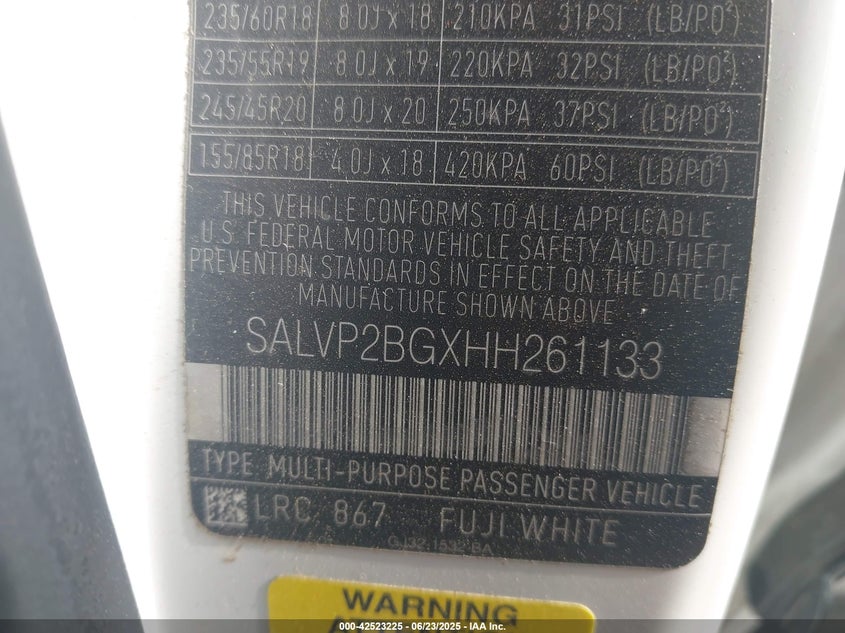 235/60R18 8.0J x 18 210KPA 31PSI (LB/PO²)
235/55R19 8.0J x 19 220KPA 32PSI (LB/PO²)
245/45R20 8.0J x 20 250KPA 37PSI (LB/PO²)
155/85R18 4.0J x 18 420KPA 60PSI (LB/PO²)
THIS VEHICLE CONFORMS TO ALL APPLICABLE
U.S. FEDERAL MOTOR VEHICLE SAFETY AND THEFT
PREVENTION STANDARDS IN EFFECT ON THE DATE OF
MANUFACTURE SHOWN ABOVE
SALVP2BGXHH261133
TYPE MULTI-PURPOSE PASSENGER VEHICLE
LRC 867 FUJI WHITE
WARNING
000-42523225 - 06/23/2025 - IAA Inc.